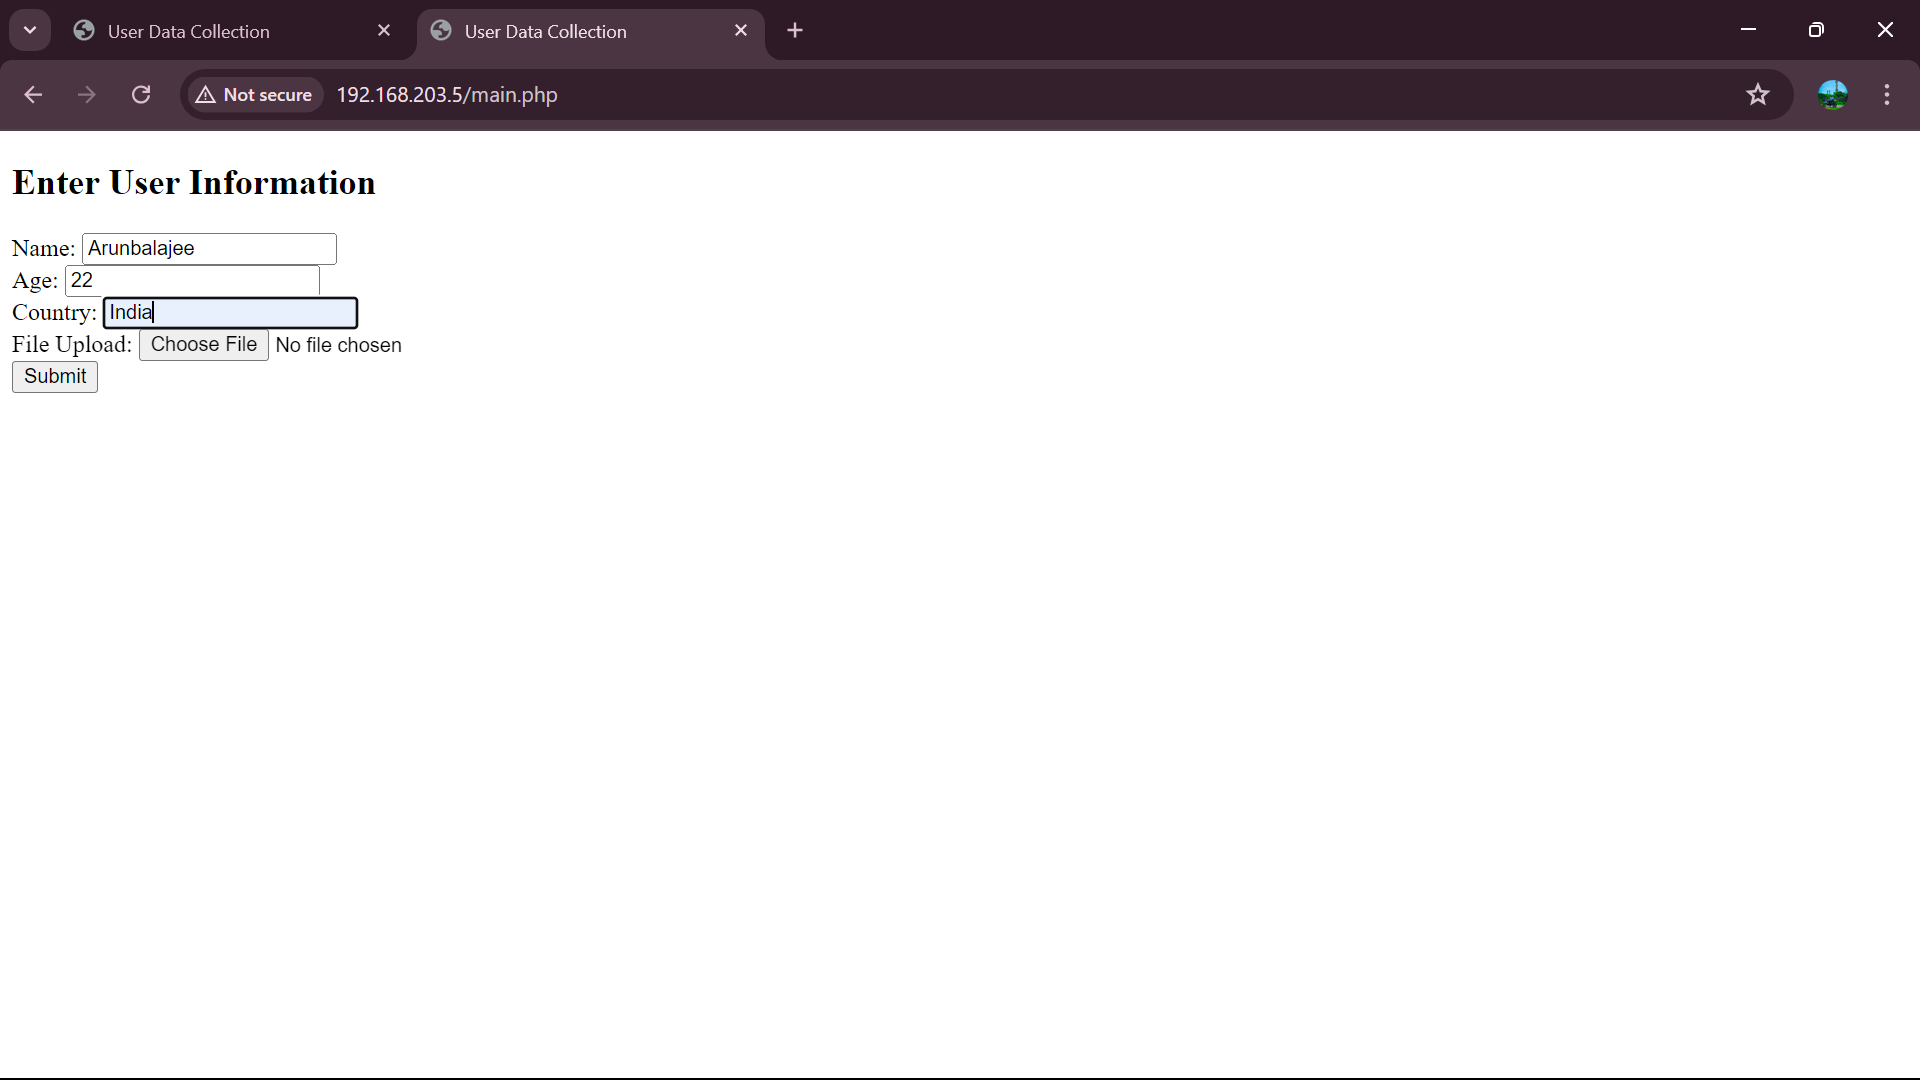 User Data Collection
User Data Collection
Not secure 192.168.203.5/main.php
Enter User Information
Name: Arunbalajee
Age: 22
Country: India
File Upload: Choose File No file chosen
Submit